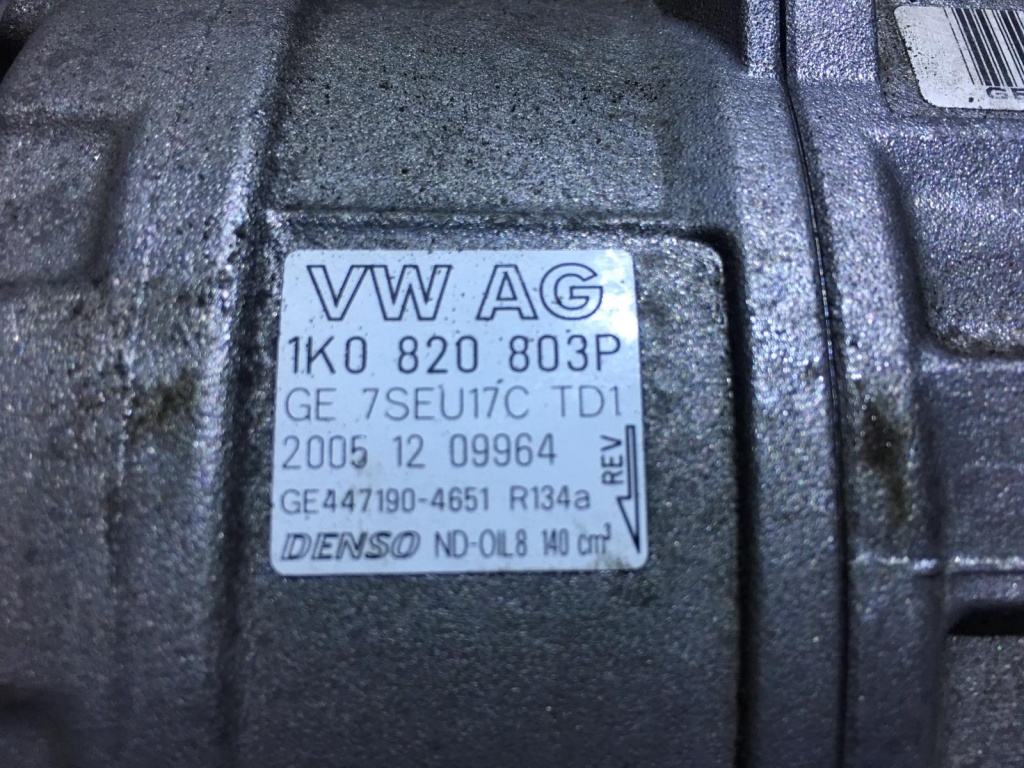 VW AG
1K0 820 803P
GE 7SEU17C TD1
2005 12 09964
GE447190-4651 R134a
REV
DENSO ND-OIL8 140 cm³